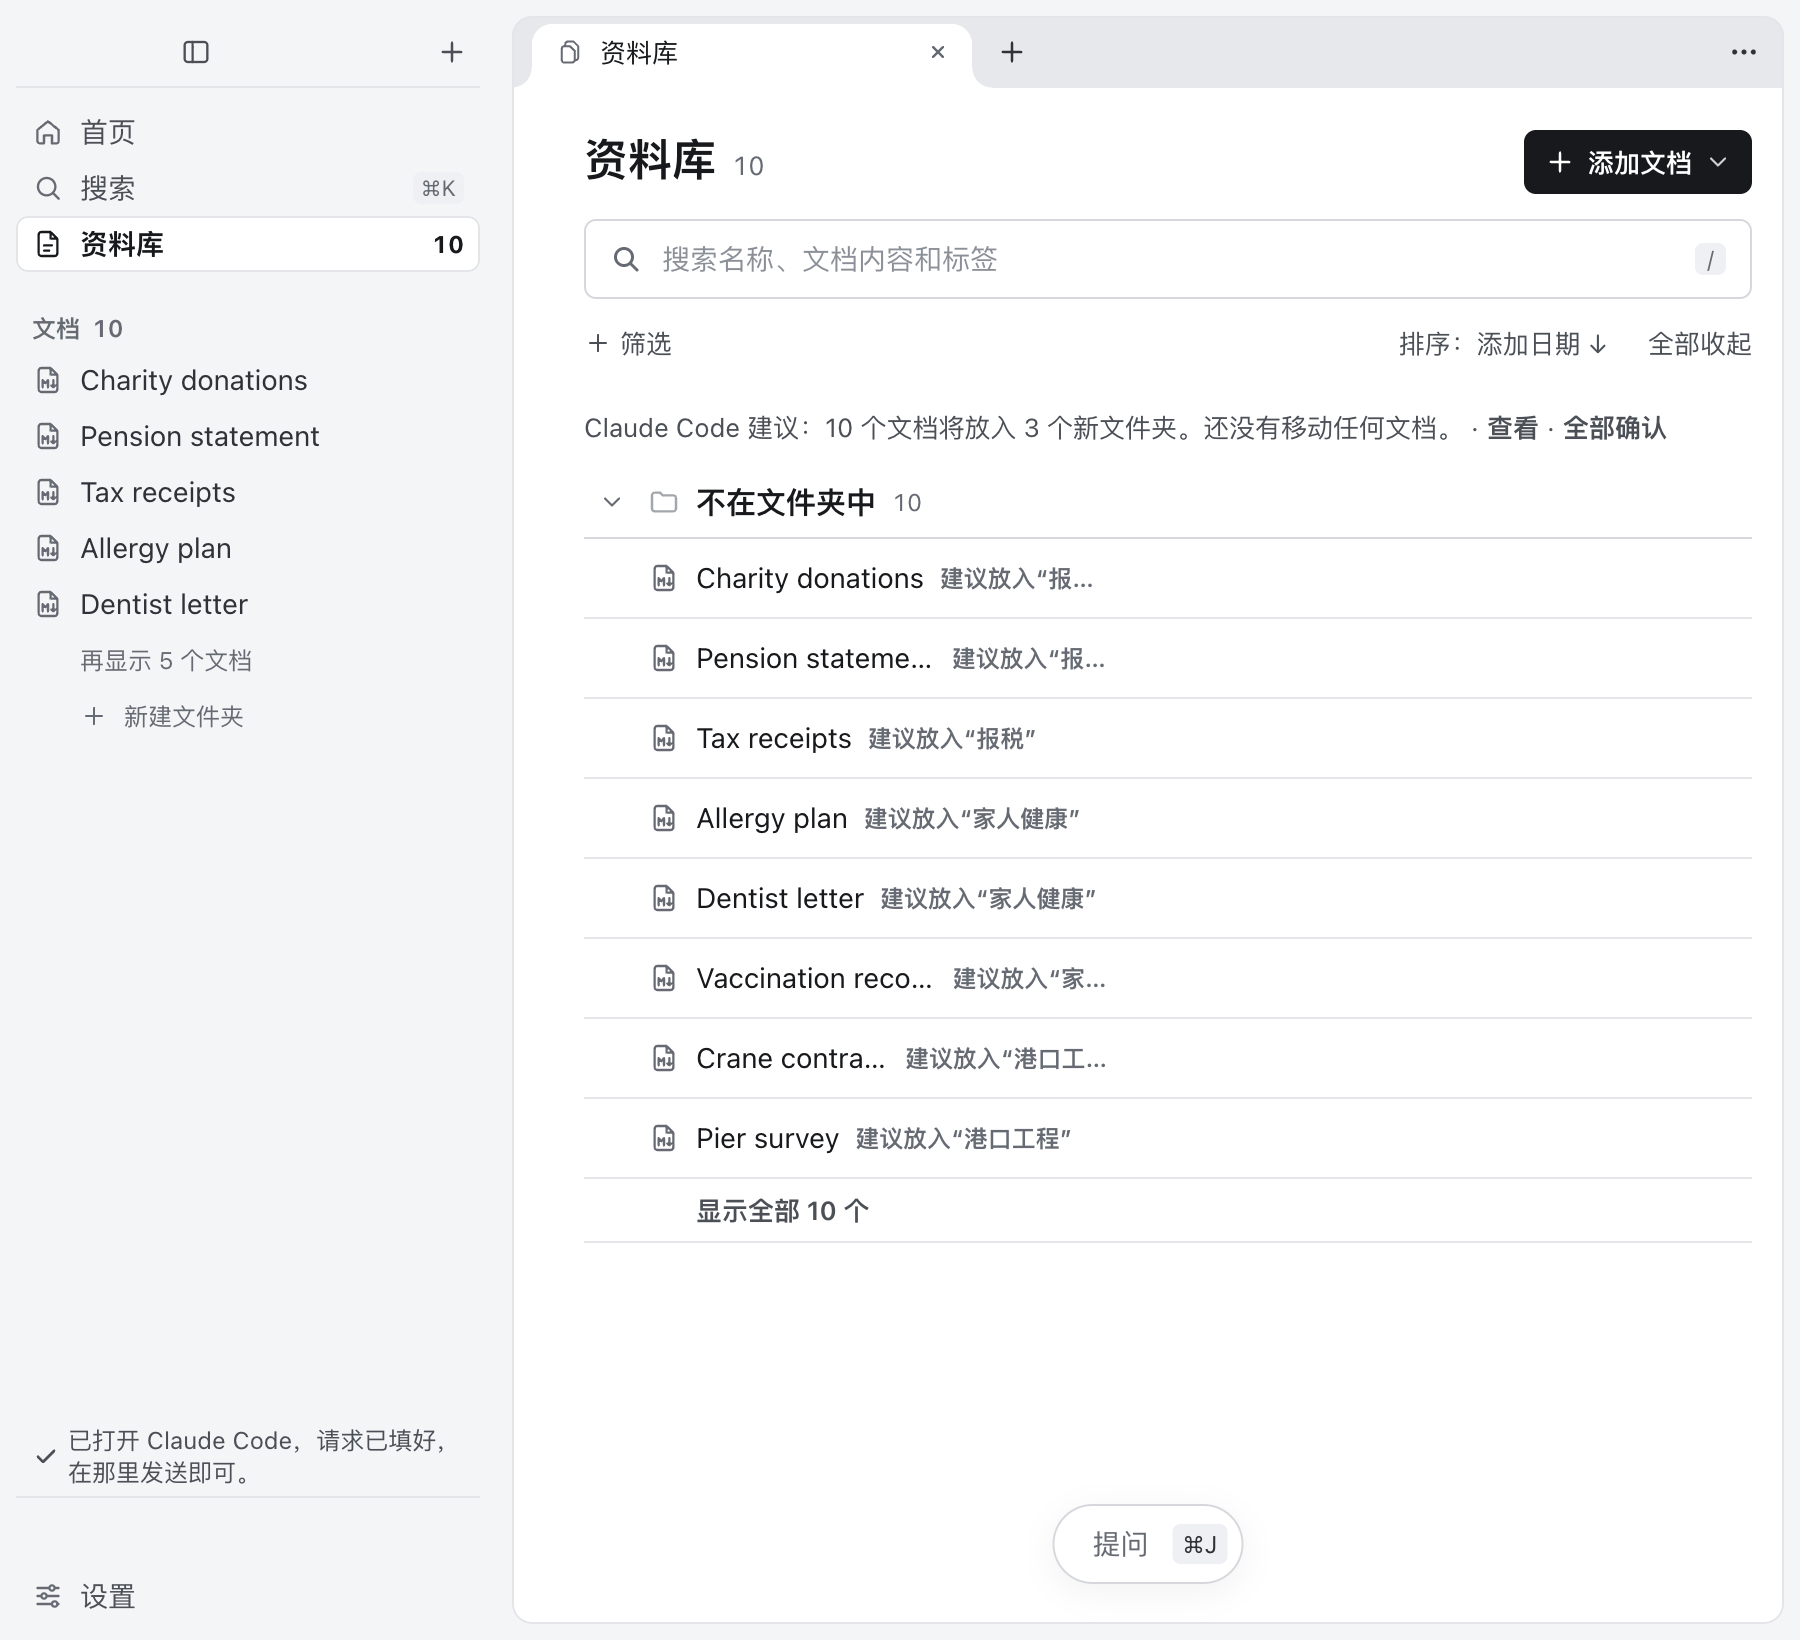 首页
搜索 ⌘K
资料库 10
文档 10
Charity donations
Pension statement
Tax receipts
Allergy plan
Dentist letter
再显示 5 个文档
新建文件夹
已打开 Claude Code，请求已填好，
在那里发送即可。
设置
资料库
资料库 10
添加文档
搜索名称、文档内容和标签 /
筛选
排序：添加日期 ↓ 全部收起
Claude Code 建议：10 个文档将放入 3 个新文件夹。还没有移动任何文档。 · 查看 · 全部确认
不在文件夹中 10
Charity donations 建议放入“报...
Pension stateme... 建议放入“报...
Tax receipts 建议放入“报税”
Allergy plan 建议放入“家人健康”
Dentist letter 建议放入“家人健康”
Vaccination reco... 建议放入“家...
Crane contra... 建议放入“港口工...
Pier survey 建议放入“港口工程”
显示全部 10 个
提问 ⌘J